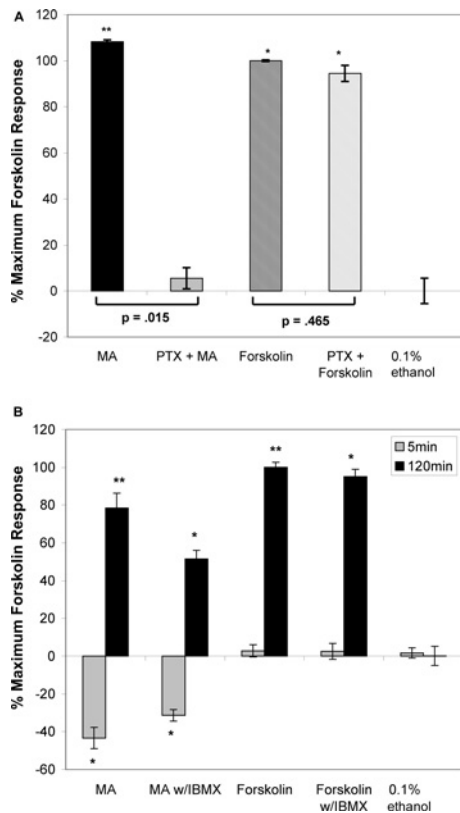 A
% Maximum Forskolin Response
120
100
80
60
40
20
0
-20
**
*
*
p = .015
p = .465
MA
PTX + MA
Forskolin
PTX +
Forskolin
0.1%
ethanol
B
% Maximum Forskolin Response
120
100
80
60
40
20
0
-20
-40
-60
5min
120min
**
*
**
*
*
*
MA
MA w/IBMX
Forskolin
Forskolin
w/IBMX
0.1%
ethanol